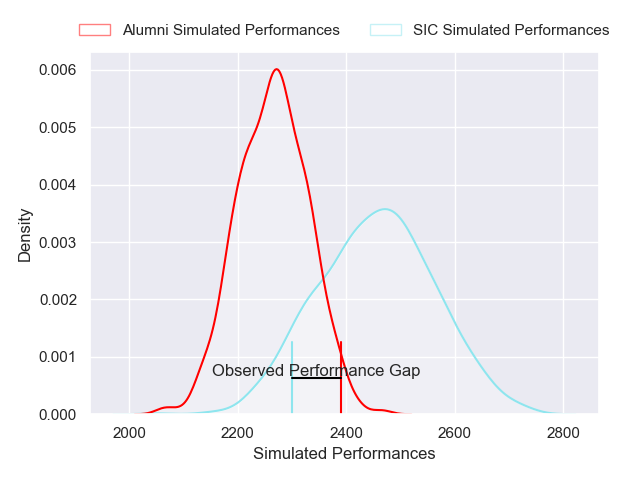 Alumni Simulated Performances
SIC Simulated Performances
0.006
0.005
0.004
0.003
0.002
0.001
0.000
Density
Observed Performance Gap
2000 2200 2400 2600 2800
Simulated Performances